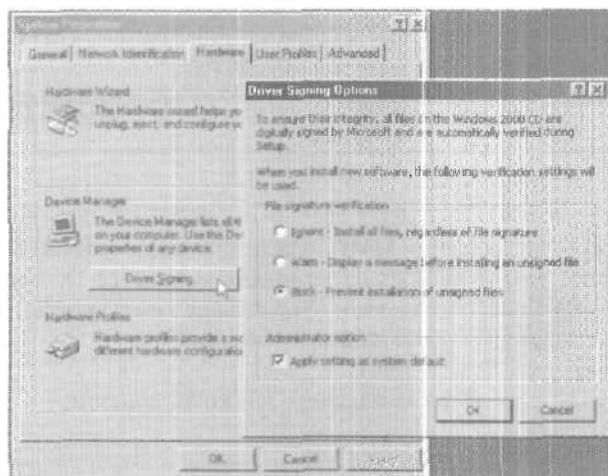 System Properties
General
Network Identification
Hardware
User Profiles
Advanced
Hardware Wizard
The Hardware wizard helps yo
unplug, eject, and configure yo
Device Manager
The Device Manager lists all
on your computer. Use the De
properties of any device.
Driver Signing
Hardware Profiles
Hardware profiles provide a
different hardware configuration
OK
Cancel
Driver Signing Options
To ensure their integrity, all files on the Windows 2000 CD are
digitally signed by Microsoft and are automatically verified during
Setup.
When you install new software, the following verification settings will
be used.
File signature verification
Ignore - Install all files, regardless of file signature
Warn - Display a message before installing an unsigned file
Block - Prevent installation of unsigned files
Administrator option
Apply setting as system default
OK
Cancel